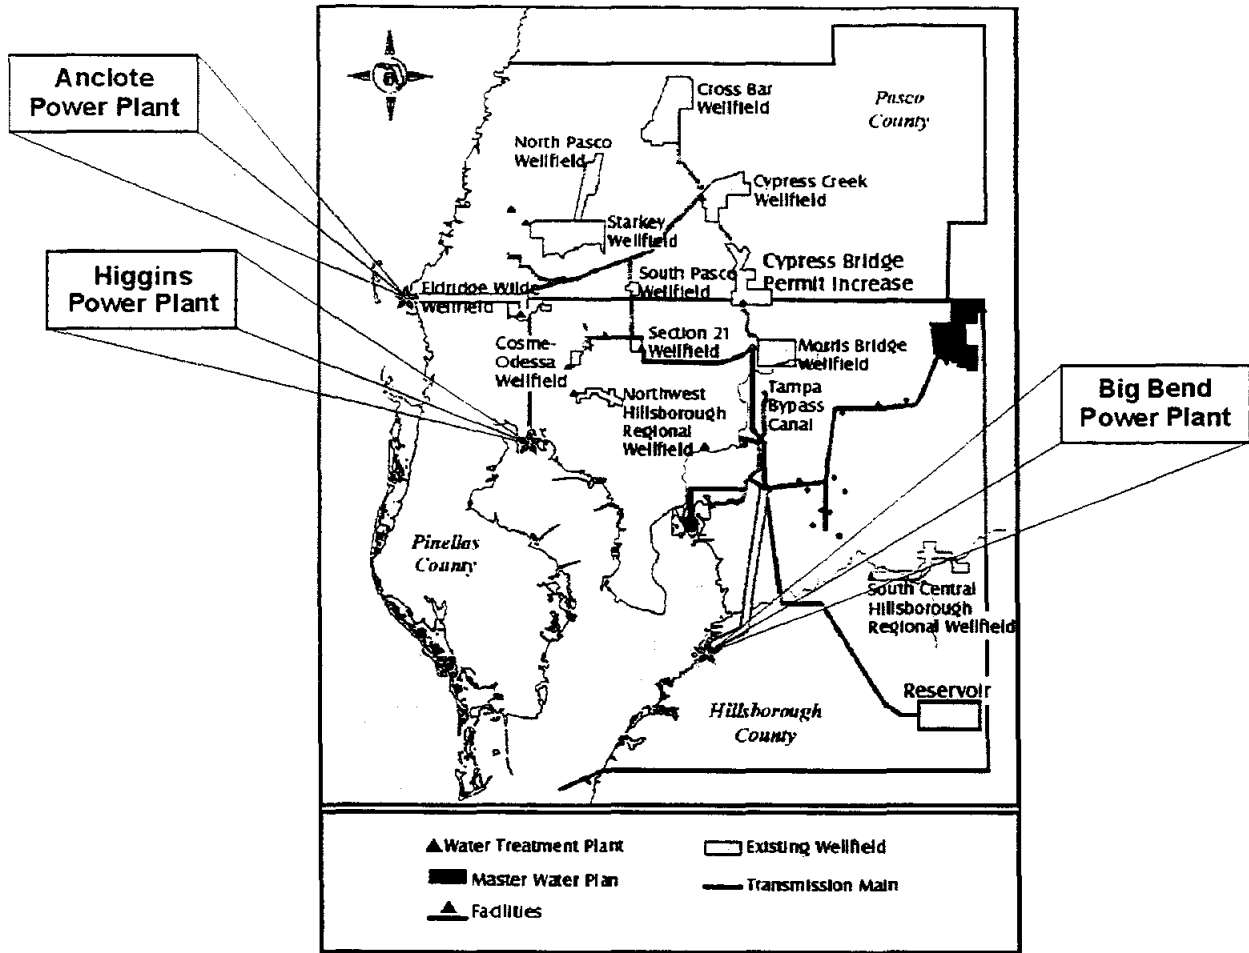 Anclote
Power Plant
Higgins
Power Plant
Big Bend
Power Plant
Cross Bar
Wellfield
Pasco
County
North Pasco
Wellfield
Cypress Creek
Wellfield
Starkey
Wellfield
Cypress Bridge
Permit Increase
South Pasco
Wellfield
Eldridge Wilde
Wellfield
Cosme-
Odessa
Wellfield
Section 21
Wellfield
Morris Bridge
Wellfield
Northwest
Hillsborough
Regional
Wellfield
Tampa
Bypass
Canal
Pinellas
County
South Central
Hillsborough
Regional Wellfield
Reservoir
Hillsborough
County
Water Treatment Plant
Existing Wellfield
Master Water Plan
Transmission Main
Facilities